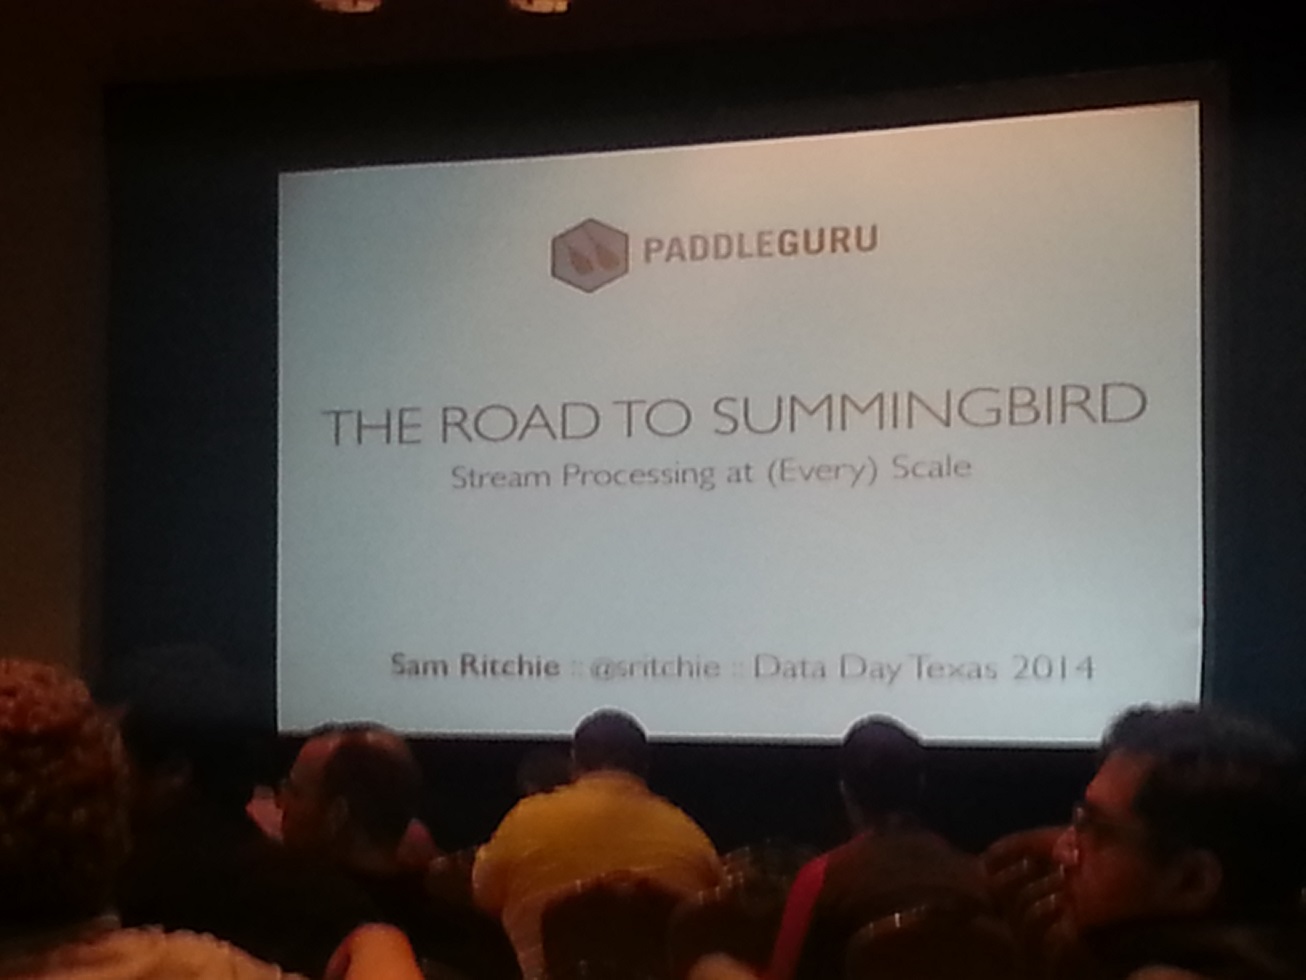 PADDLEGURU
THE ROAD TO SUMMINGBIRD
Stream Processing at (Every) Scale
Sam Ritchie :: @sritchie :: Data Day Texas 2014